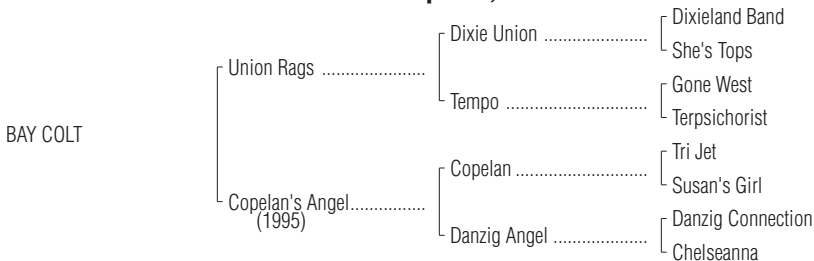 Dixieland Band
Dixie Union ........................
She's Tops
Union Rags ........................
Gone West
Tempo ................................
Terpsichorist
BAY COLT
Tri Jet
Copelan ..............................
Susan's Girl
Copelan's Angel.................
(1995)
Danzig Connection
Danzig Angel ......................
Chelseanna